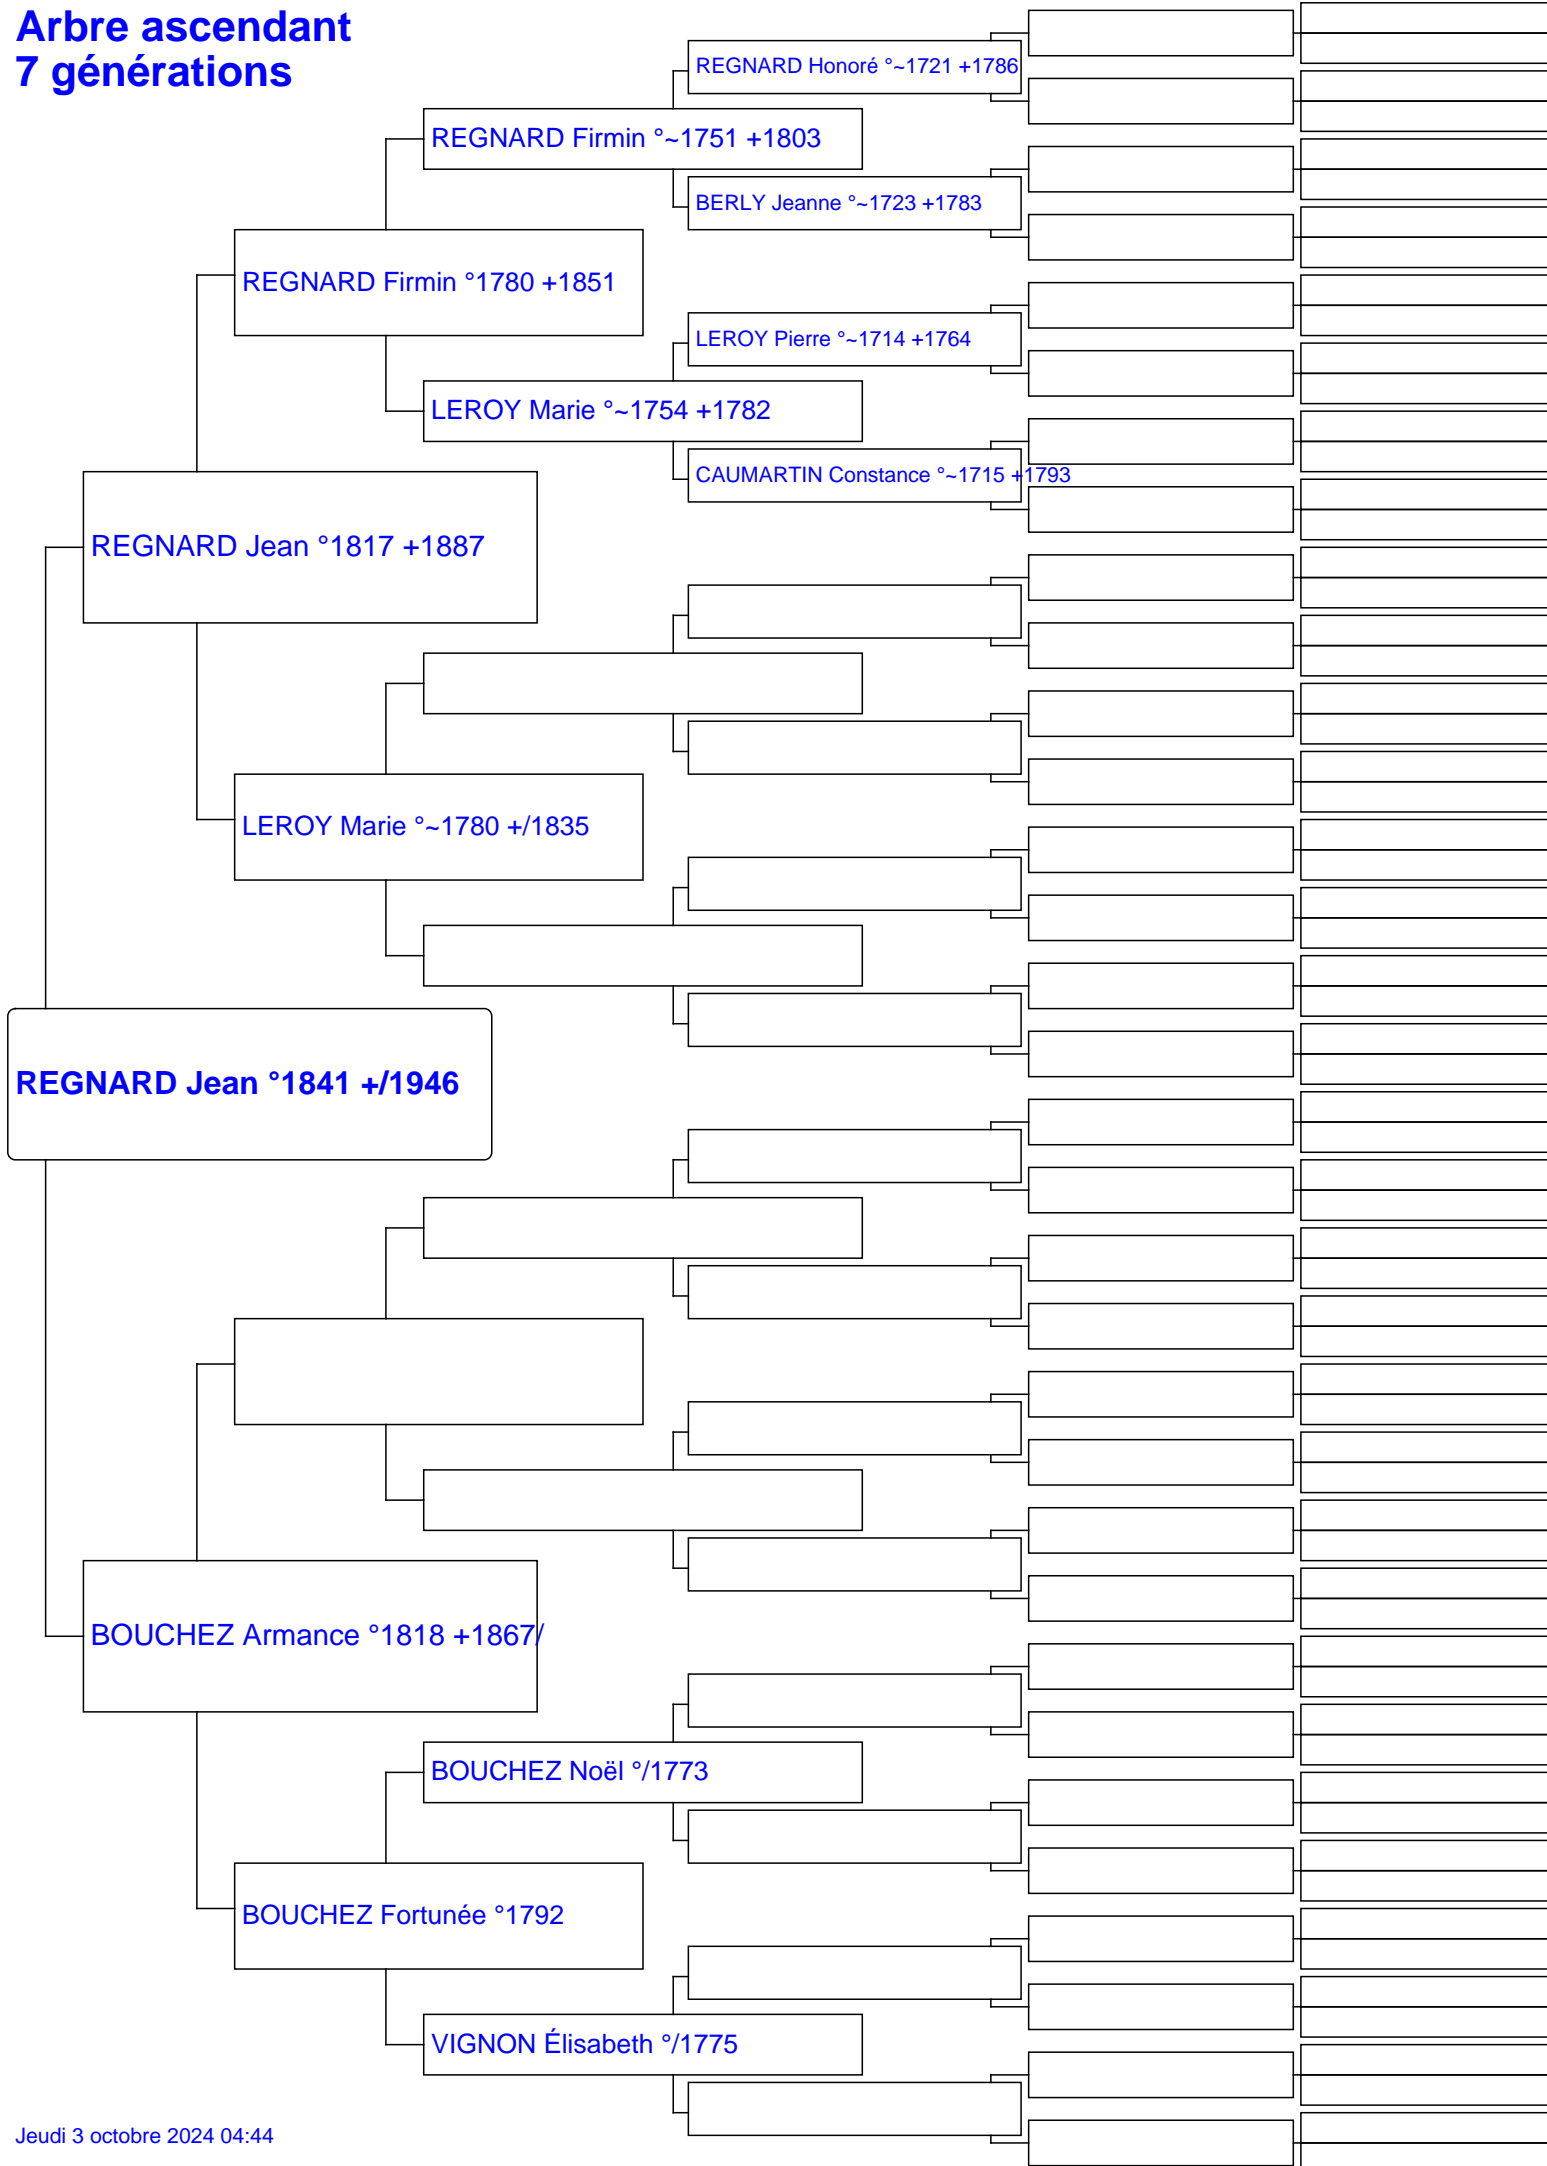 Arbre ascendant
7 générations
REGNARD Honoré °~1721 +1786
REGNARD Firmin °~1751 +1803
BERLY Jeanne °~1723 +1783
REGNARD Firmin °1780 +1851
LEROY Pierre °~1714 +1764
LEROY Marie °~1754 +1782
CAUMARTIN Constance °~1715 +1793
REGNARD Jean °1817 +1887
LEROY Marie °~1780 +/1835
REGNARD Jean °1841 +/1946
BOUCHEZ Armance °1818 +1867/
BOUCHEZ Noël °/1773
BOUCHEZ Fortunée °1792
VIGNON Élisabeth °/1775
Jeudi 3 octobre 2024 04:44